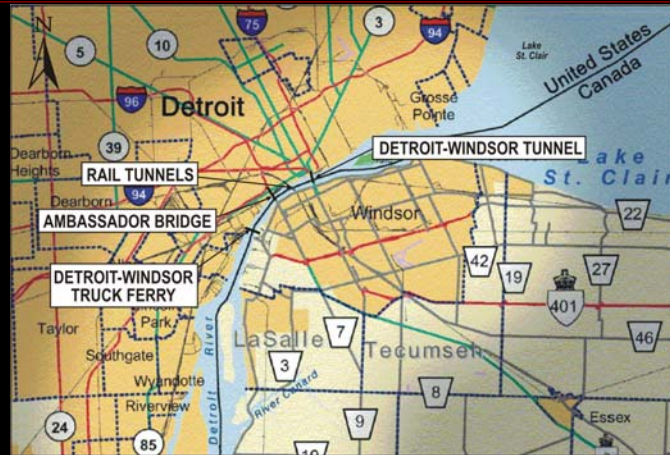 N
75
3
94
5
10
Lake
St. Clair
United States
Canada
96
Detroit
Grosse
Pointe
39
DETROIT-WINDSOR TUNNEL
Dearborn
Heights
RAIL TUNNELS
Lake
St. Clair
94
Dearborn
AMBASSADOR BRIDGE
Windsor
22
DETROIT-WINDSOR
TRUCK FERRY
42
19
27
401
Park
Taylor
Detroit River
LaSalle
7
Tecumseh
46
Southgate
3
Wyandotte
River Canard
8
Riverview
Essex
24
85
9